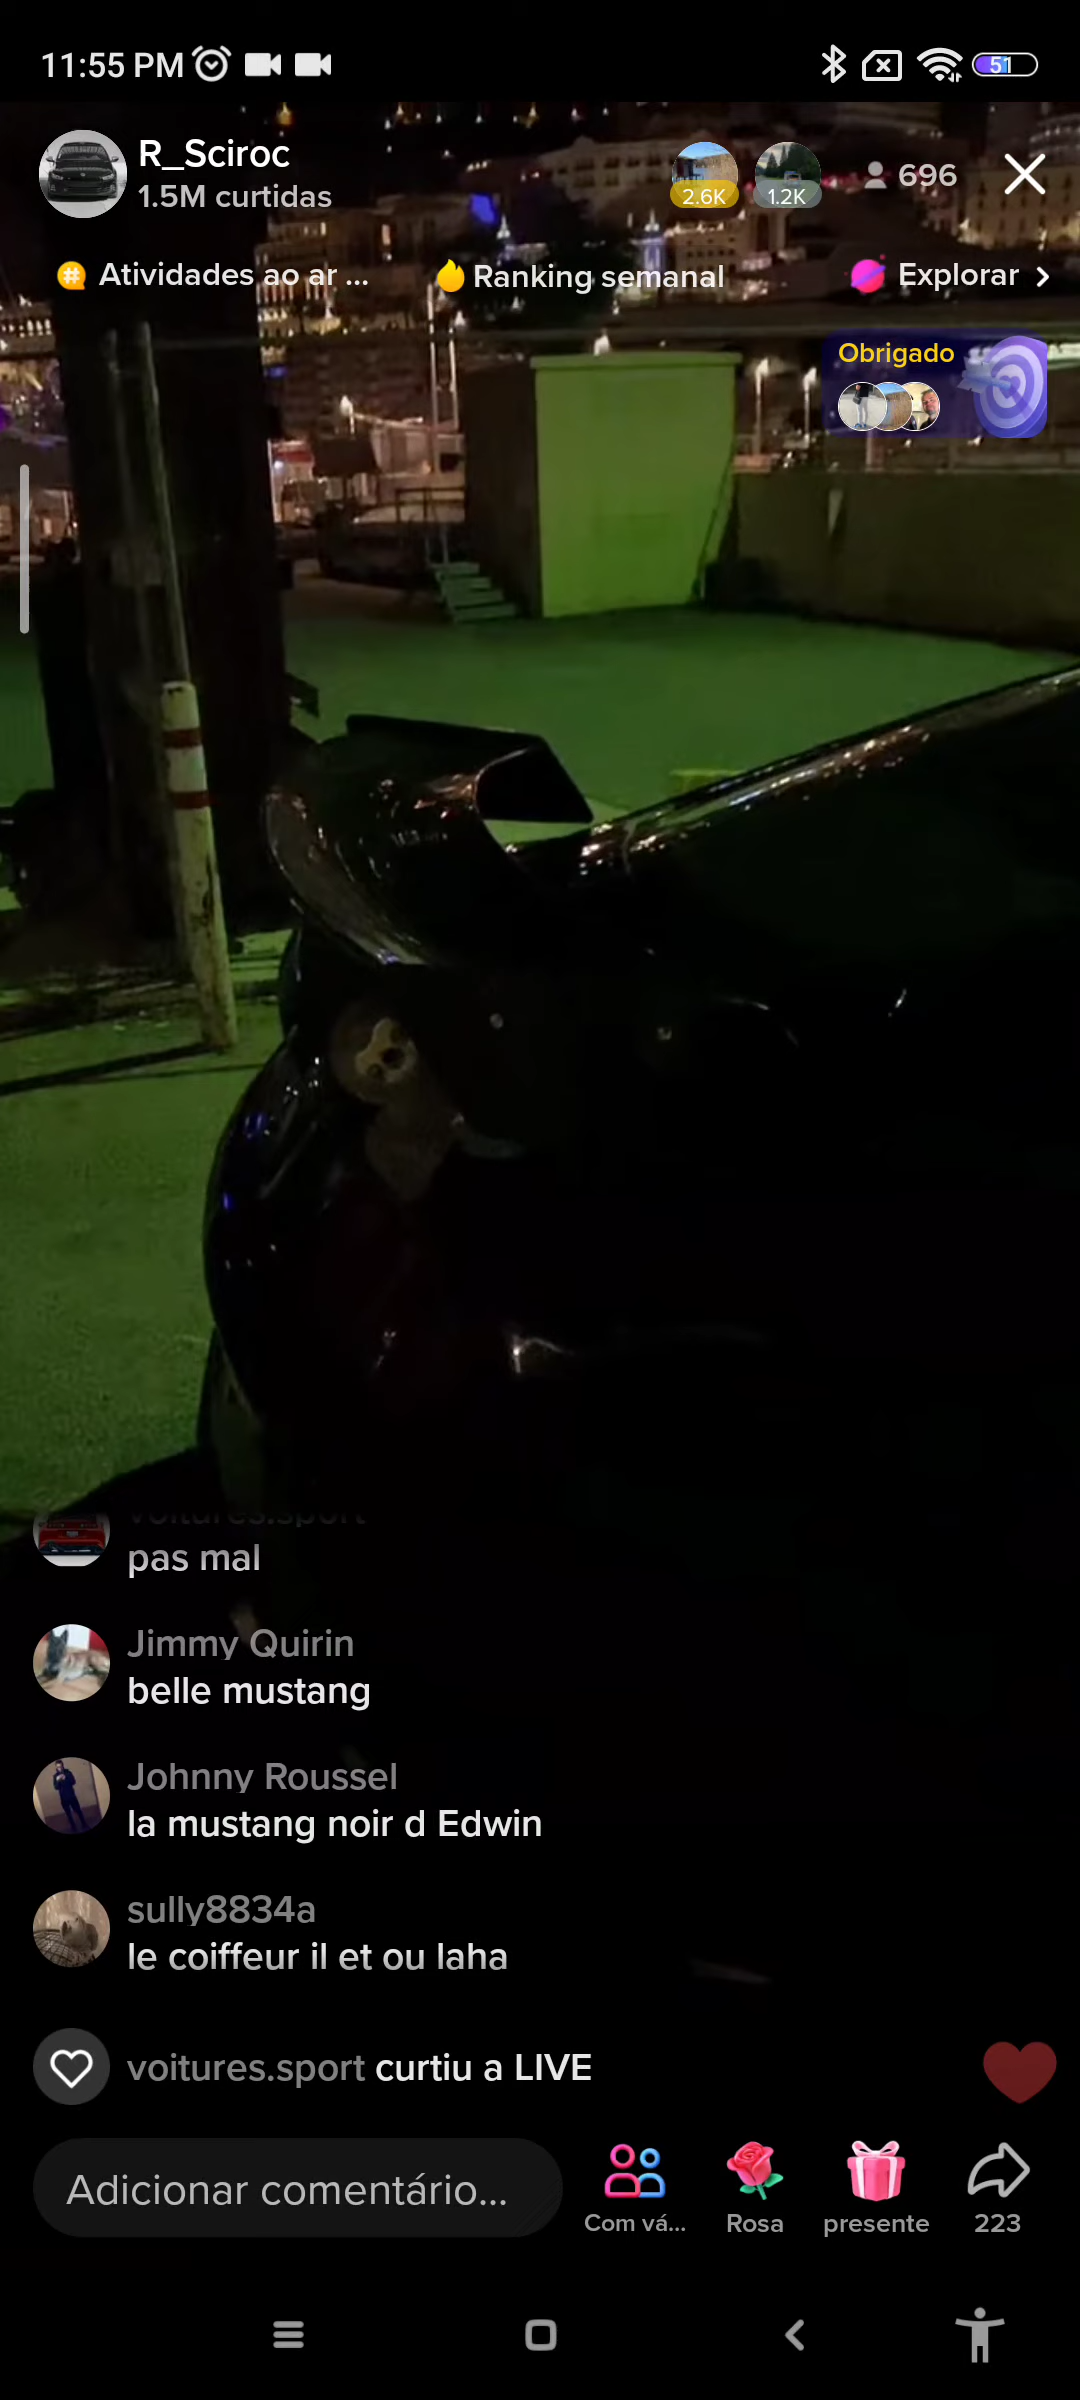 11:55 PM
51
R_Sciroc
1.5M curtidas
2.6K
1.2K
696
Atividades ao ar ...
Ranking semanal
Explorar
Obrigado
voitures.sport
pas mal
Jimmy Quirin
belle mustang
Johnny Roussel
la mustang noir d Edwin
sully8834a
le coiffeur il et ou laha
voitures.sport curtiu a LIVE
Adicionar comentário...
Com vá...
Rosa
presente
223